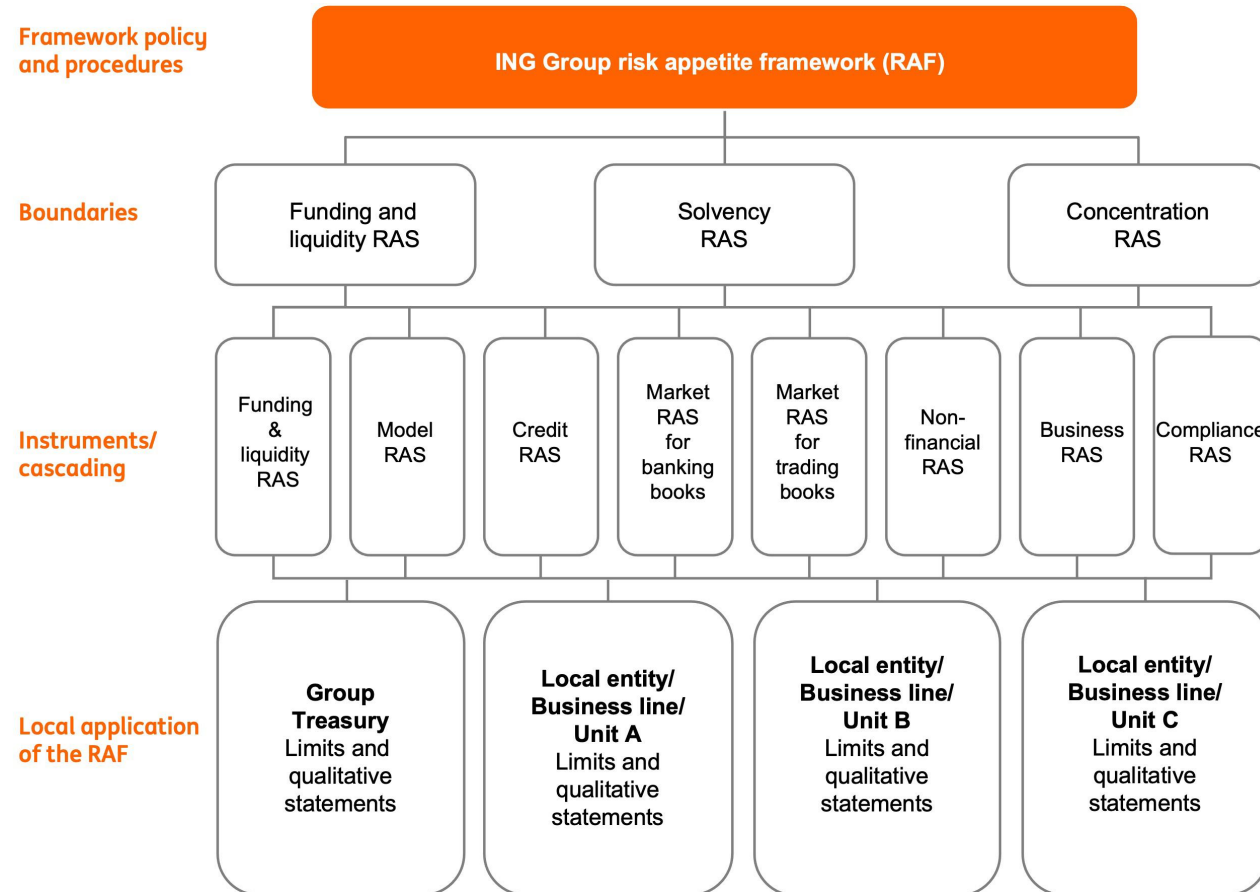 Framework policy
and procedures
ING Group risk appetite framework (RAF)
Boundaries
Funding and
liquidity RAS
Solvency
RAS
Concentration
RAS
Instruments/
cascading
Funding
&
liquidity
RAS
Model
RAS
Credit
RAS
Market
RAS
for
banking
books
Market
RAS
for
trading
books
Non-
financial
RAS
Business
RAS
Compliance
RAS
Local application
of the RAF
Group
Treasury
Limits and
qualitative
statements
Local entity/
Business line/
Unit A
Limits and
qualitative
statements
Local entity/
Business line/
Unit B
Limits and
qualitative
statements
Local entity/
Business line/
Unit C
Limits and
qualitative
statements